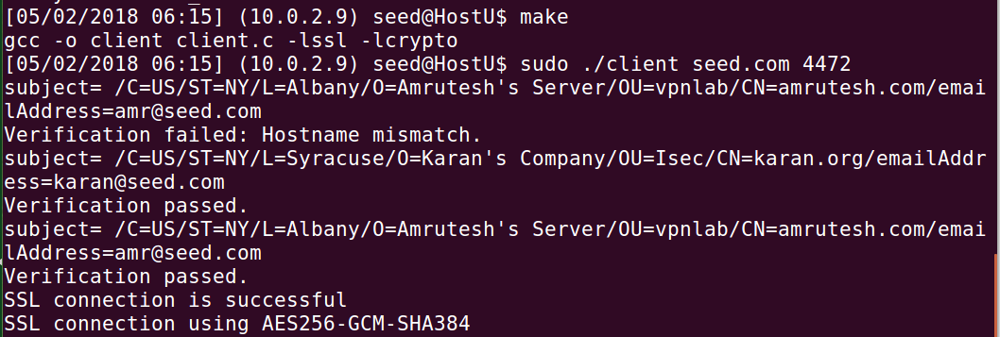 [05/02/2018 06:15] (10.0.2.9) seed@HostU$ make
gcc -o client client.c -lssl -lcrypto
[05/02/2018 06:15] (10.0.2.9) seed@HostU$ sudo ./client seed.com 4472
subject= /C=US/ST=NY/L=Albany/O=Amrutesh's Server/OU=vpnlab/CN=amrutesh.com/emai
lAddress=amr@seed.com
Verification failed: Hostname mismatch.
subject= /C=US/ST=NY/L=Syracuse/O=Karan's Company/OU=Isec/CN=karan.org/emailAddr
ess=karan@seed.com
Verification passed.
subject= /C=US/ST=NY/L=Albany/O=Amrutesh's Server/OU=vpnlab/CN=amrutesh.com/emai
lAddress=amr@seed.com
Verification passed.
SSL connection is successful
SSL connection using AES256-GCM-SHA384